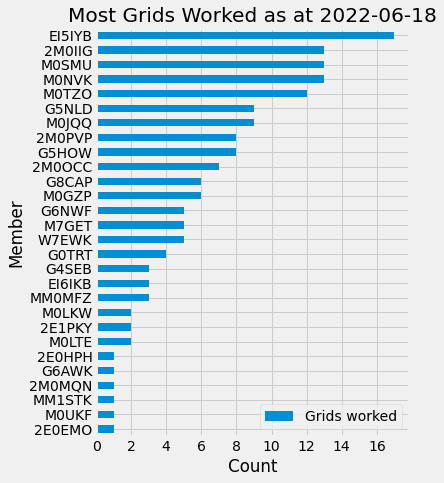 Most Grids Worked as at 2022-06-18
EI5IYB
2M0IIG
M0SMU
M0NVK
M0TZO
G5NLD
M0JQQ
2M0PVP
G5HOW
2M0OCC
G8CAP
M0GZP
G6NWF
M7GET
W7EWK
G0TRT
G4SEB
EI6IKB
MM0MFZ
M0LKW
2E1PKY
M0LTE
2E0HPH
G6AWK
2M0MQN
MM1STK
M0UKF
2E0EMO
Member
Grids worked
0 2 4 6 8 10 12 14 16
Count